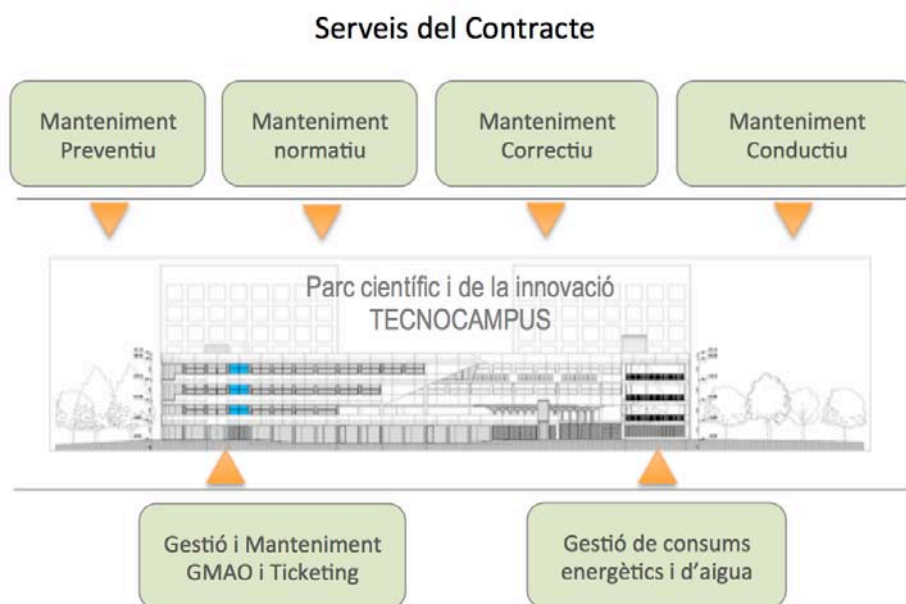 Serveis del Contracte
Manteniment
Preventiu
Manteniment
normatiu
Manteniment
Correctiu
Manteniment
Conductiu
Parc científic i de la innovació
TECNOCAMPUS
Gestió i Manteniment
GMAO i Ticketing
Gestió de consums
energètics i d'aigua